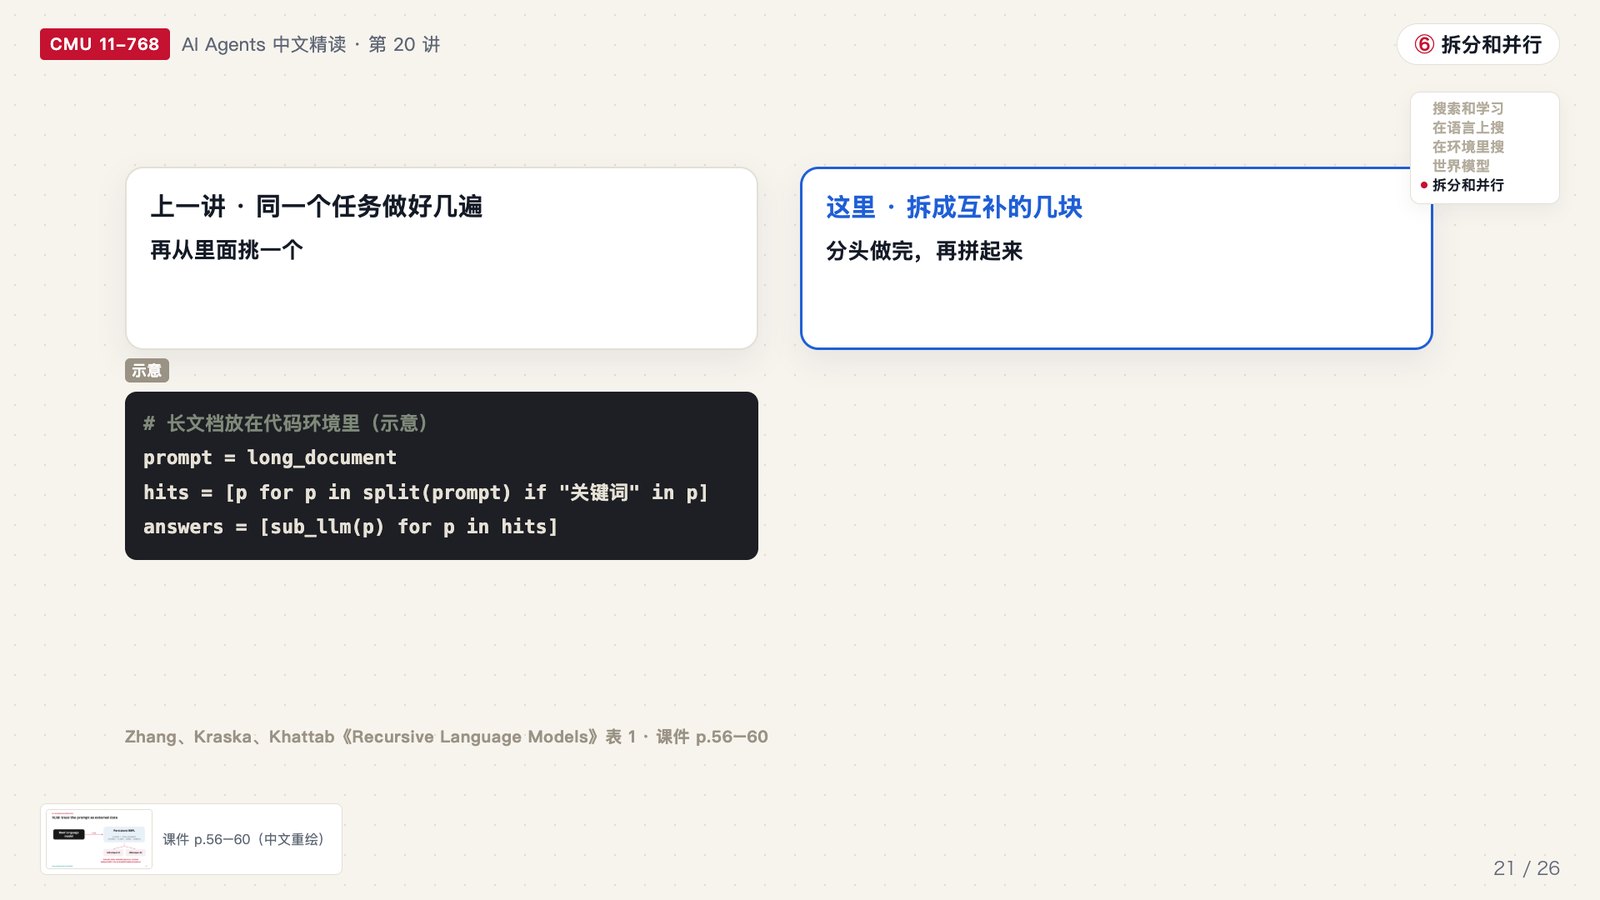 CMU 11-768 AI Agents 中文精读 · 第 20 讲
⑥ 拆分和并行
搜索和学习
在语言上搜
在环境里搜
世界模型
拆分和并行
上一讲 · 同一个任务做好几遍
再从里面挑一个
这里 · 拆成互补的几块
分头做完，再拼起来
示意
# 长文档放在代码环境里（示意）
prompt = long_document
hits = [p for p in split(prompt) if "关键词" in p]
answers = [sub_llm(p) for p in hits]
Zhang、Kraska、Khattab《Recursive Language Models》表 1 · 课件 p.56–60
课件 p.56–60（中文重绘）
21 / 26